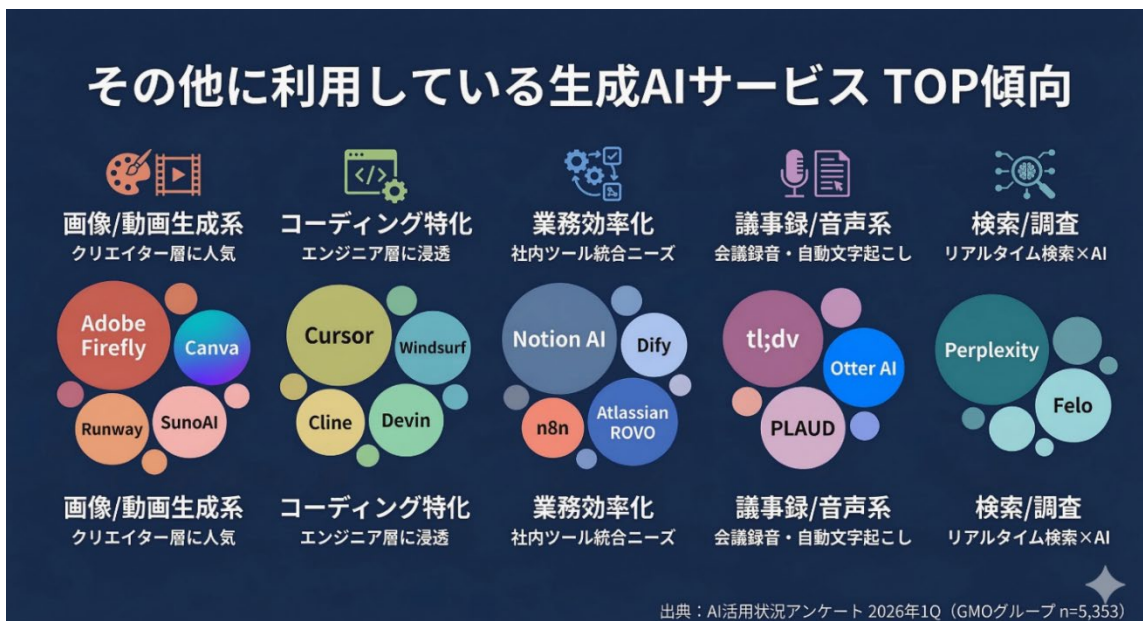 その他に利用している生成AIサービス TOP傾向
画像/動画生成系
クリエイター層に人気
コーディング特化
エンジニア層に浸透
業務効率化
社内ツール統合ニーズ
議事録/音声系
会議録音・自動文字起こし
検索/調査
リアルタイム検索×AI
</>
Adobe
Firefly
Canva
Runway
SunoAI
Cursor
Windsurf
Cline
Devin
Notion AI
Dify
n8n
Atlassian
ROVO
tl;dv
Otter AI
PLAUD
Perplexity
Felo
画像/動画生成系
クリエイター層に人気
コーディング特化
エンジニア層に浸透
業務効率化
社内ツール統合ニーズ
議事録/音声系
会議録音・自動文字起こし
検索/調査
リアルタイム検索×AI
出典：AI活用状況アンケート 2026年1Q（GMOグループ n=5,353）